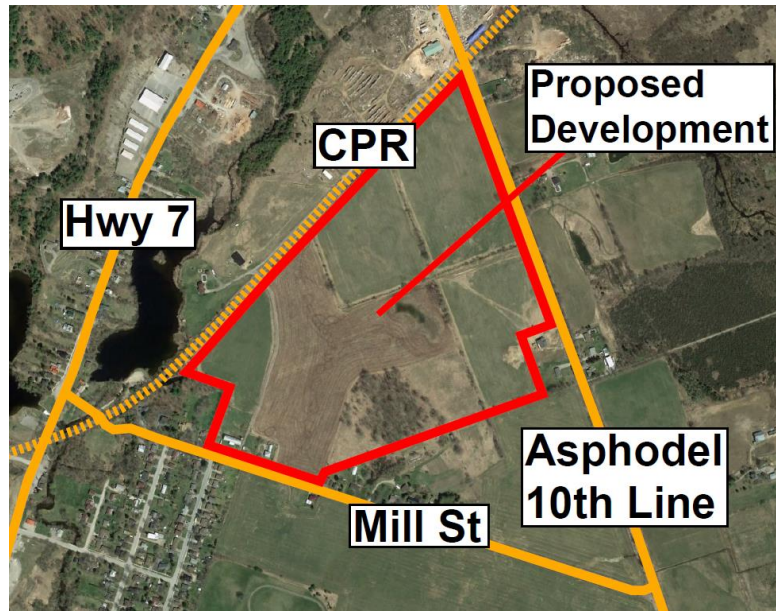 Proposed
Development
CPR
Hwy 7
Asphodel
10th Line
Mill St